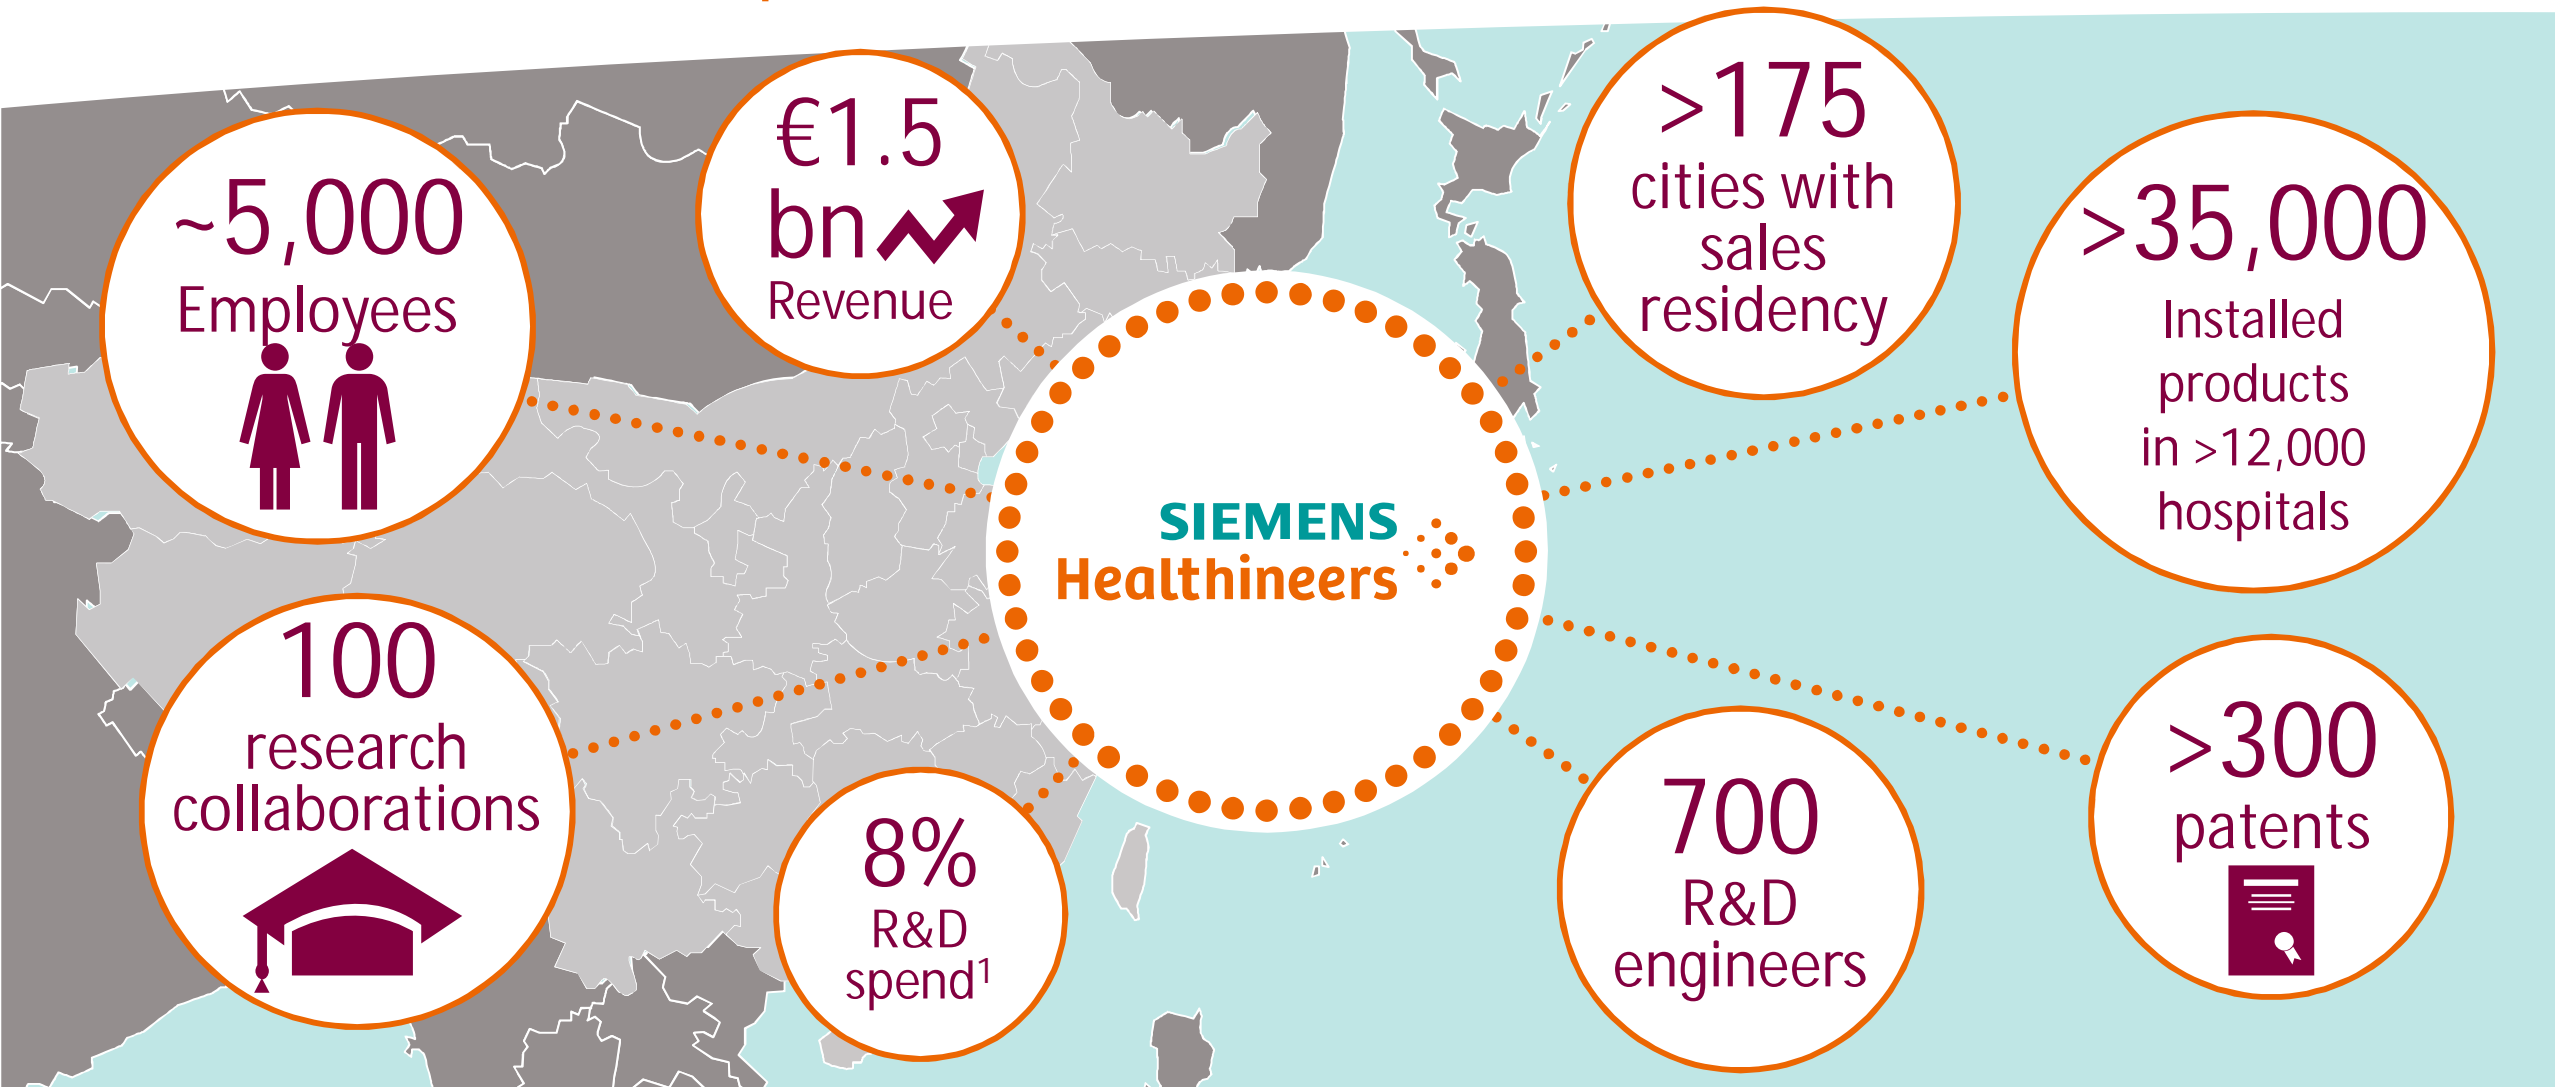 ~5,000
Employees
€1.5
bn
Revenue
>175
cities with
sales
residency
>35,000
Installed
products
in >12,000
hospitals
SIEMENS
Healthineers
100
research
collaborations
8%
R&D
spend¹
700
R&D
engineers
>300
patents